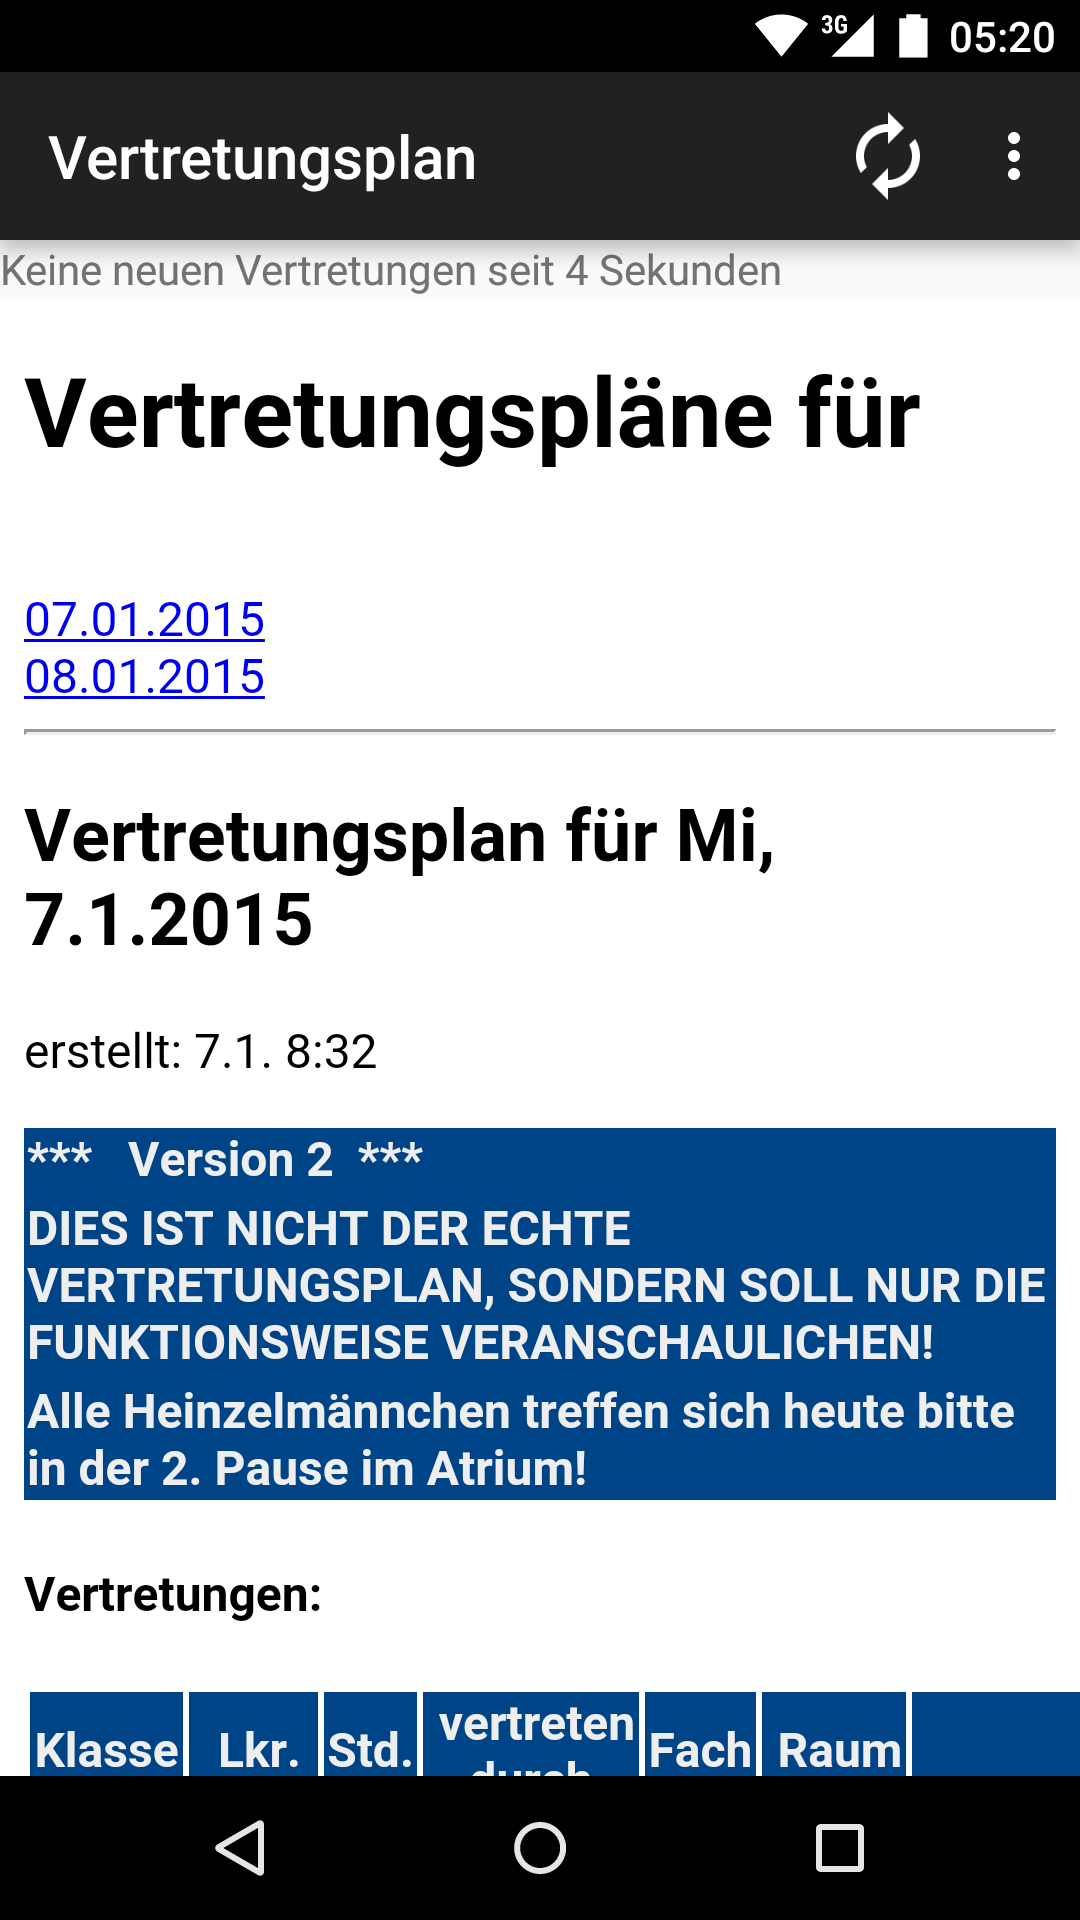 3G 05:20
Vertretungsplan
Keine neuen Vertretungen seit 4 Sekunden
Vertretungspläne für
07.01.2015
08.01.2015
Vertretungsplan für Mi,
7.1.2015
erstellt: 7.1. 8:32
*** Version 2 ***
DIES IST NICHT DER ECHTE
VERTRETUNGSPLAN, SONDERN SOLL NUR DIE
FUNKTIONSWEISE VERANSCHAULICHEN!
Alle Heinzelmännchen treffen sich heute bitte
in der 2. Pause im Atrium!
Vertretungen:
Klasse Lkr. Std. vertreten durch Fach Raum